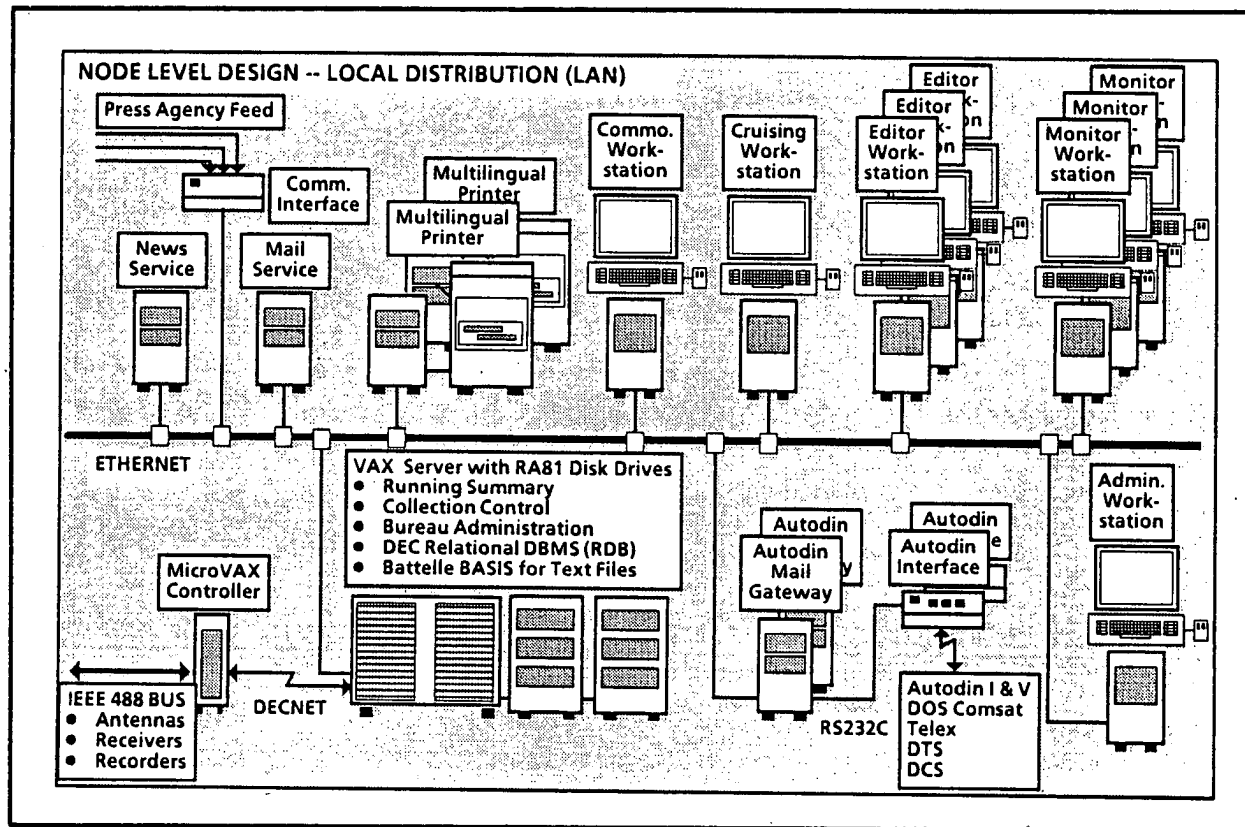 NODE LEVEL DESIGN -- LOCAL DISTRIBUTION (LAN)
Press Agency Feed
Comm.
Interface
News
Service
Mail
Service
Multilingual
Printer
Multilingual
Printer
Commo.
Work-
station
Cruising
Work-
station
Editor
Editor
Editor
Work-
station
Monitor
Monitor
Monitor
Work-
station
ETHERNET
VAX Server with RA81 Disk Drives
● Running Summary
● Collection Control
● Bureau Administration
● DEC Relational DBMS (RDB)
● Battelle BASIS for Text Files
MicroVAX
Controller
IEEE 488 BUS
● Antennas
● Receivers
● Recorders
DECNET
Autodin
Autodin
Mail
Gateway
RS232C
Autodin
Autodin
Interface
Autodin I & V
DOS Comsat
Telex
DTS
DCS
Admin.
Work-
station